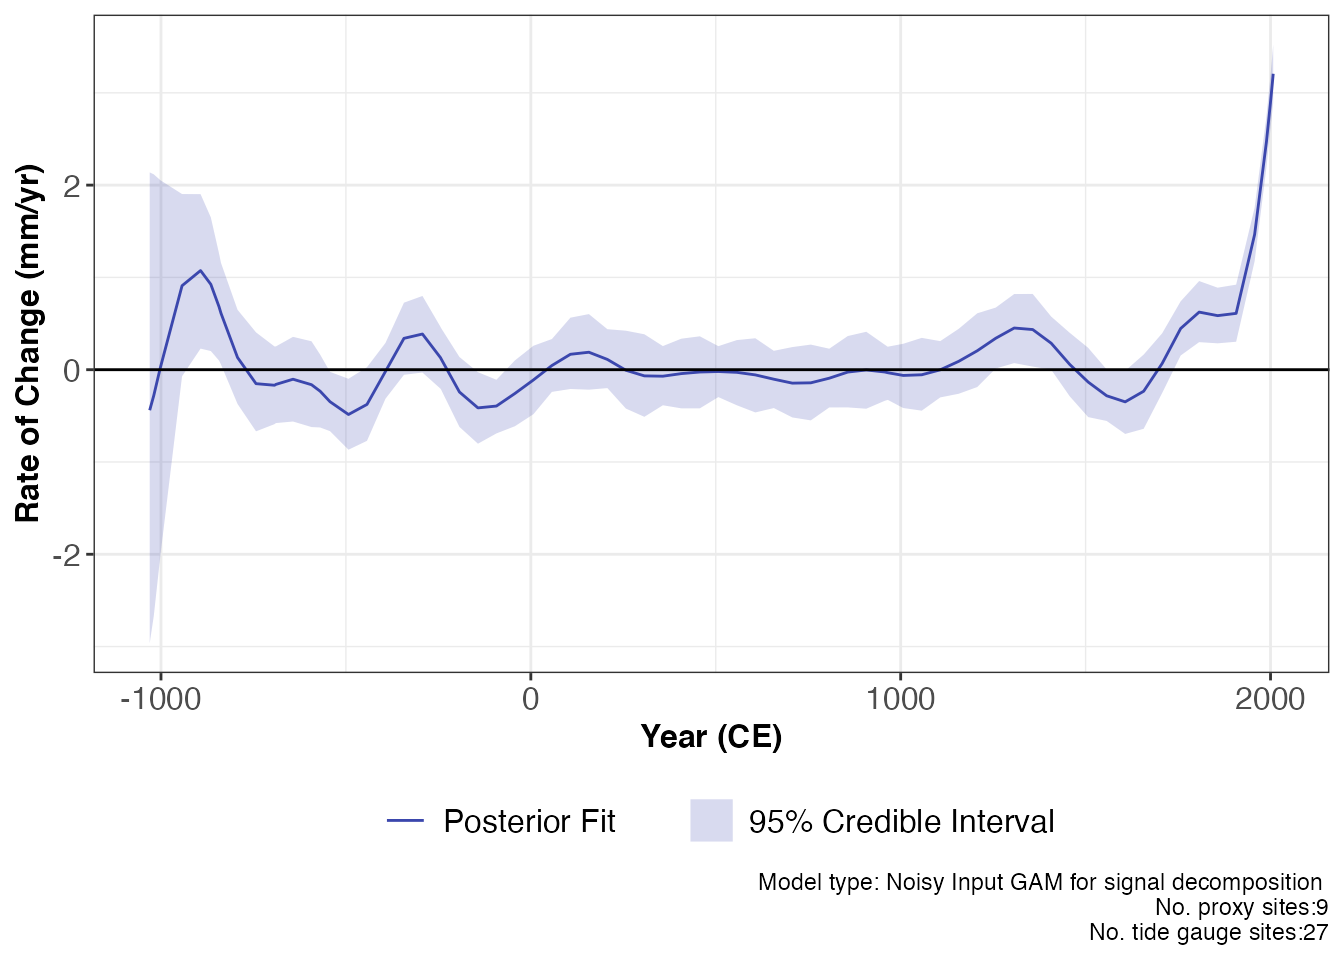 Rate of Change (mm/yr)
2
0
-2
-1000
0
1000
2000
Year (CE)
Posterior Fit
95% Credible Interval
Model type: Noisy Input GAM for signal decomposition
No. proxy sites:9
No. tide gauge sites:27